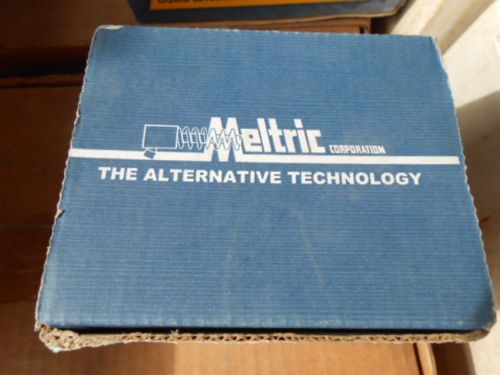 Meltric CORPORATION
THE ALTERNATIVE TECHNOLOGY